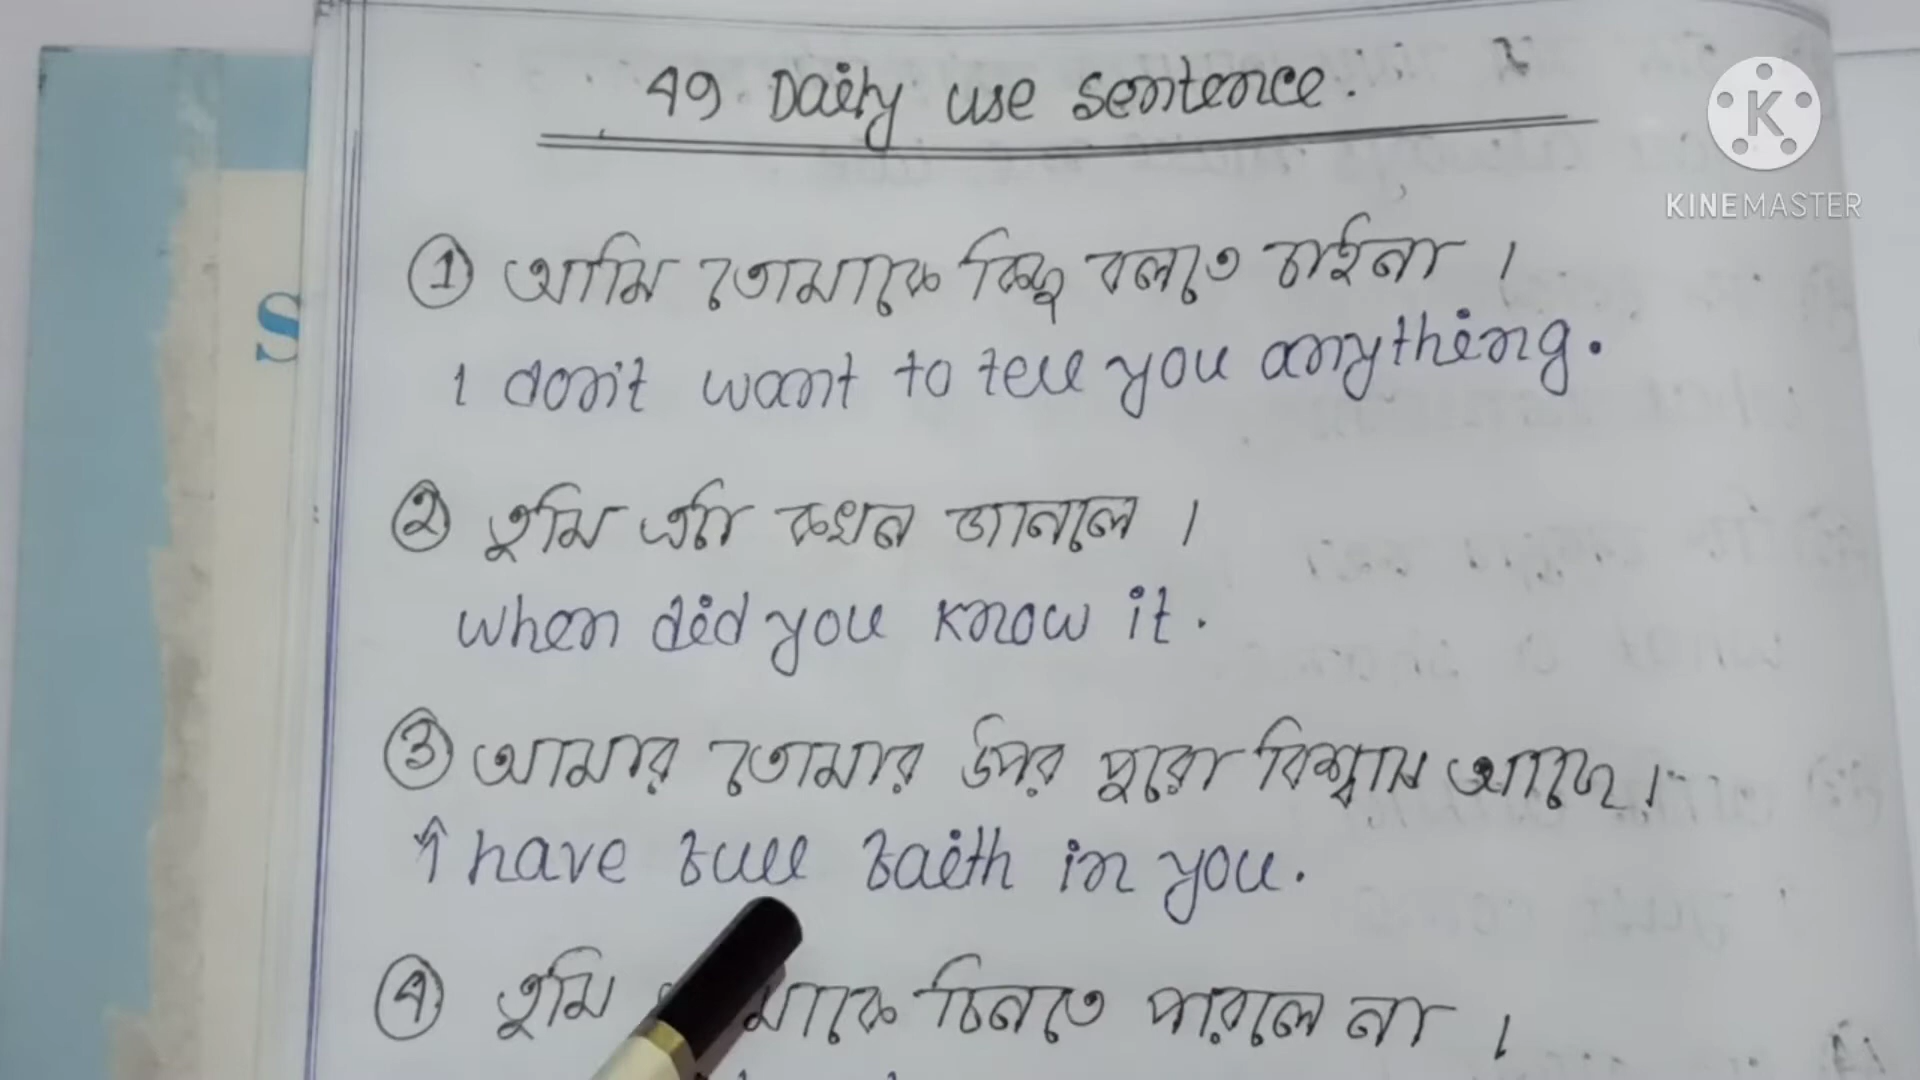 49 Daily use sentence.
K
KINEMASTER
S
① আমি তোমাকে কিছু বলতে চাইনা ।
I don't want to tell you anything.
② তুমি এটা কখন জানলে ।
when did you know it.
③ আমার তোমার উপর পুরো বিশ্বাস আছে ।
I have full faith in you.
④ তুমি চিনতে পারলে না ।